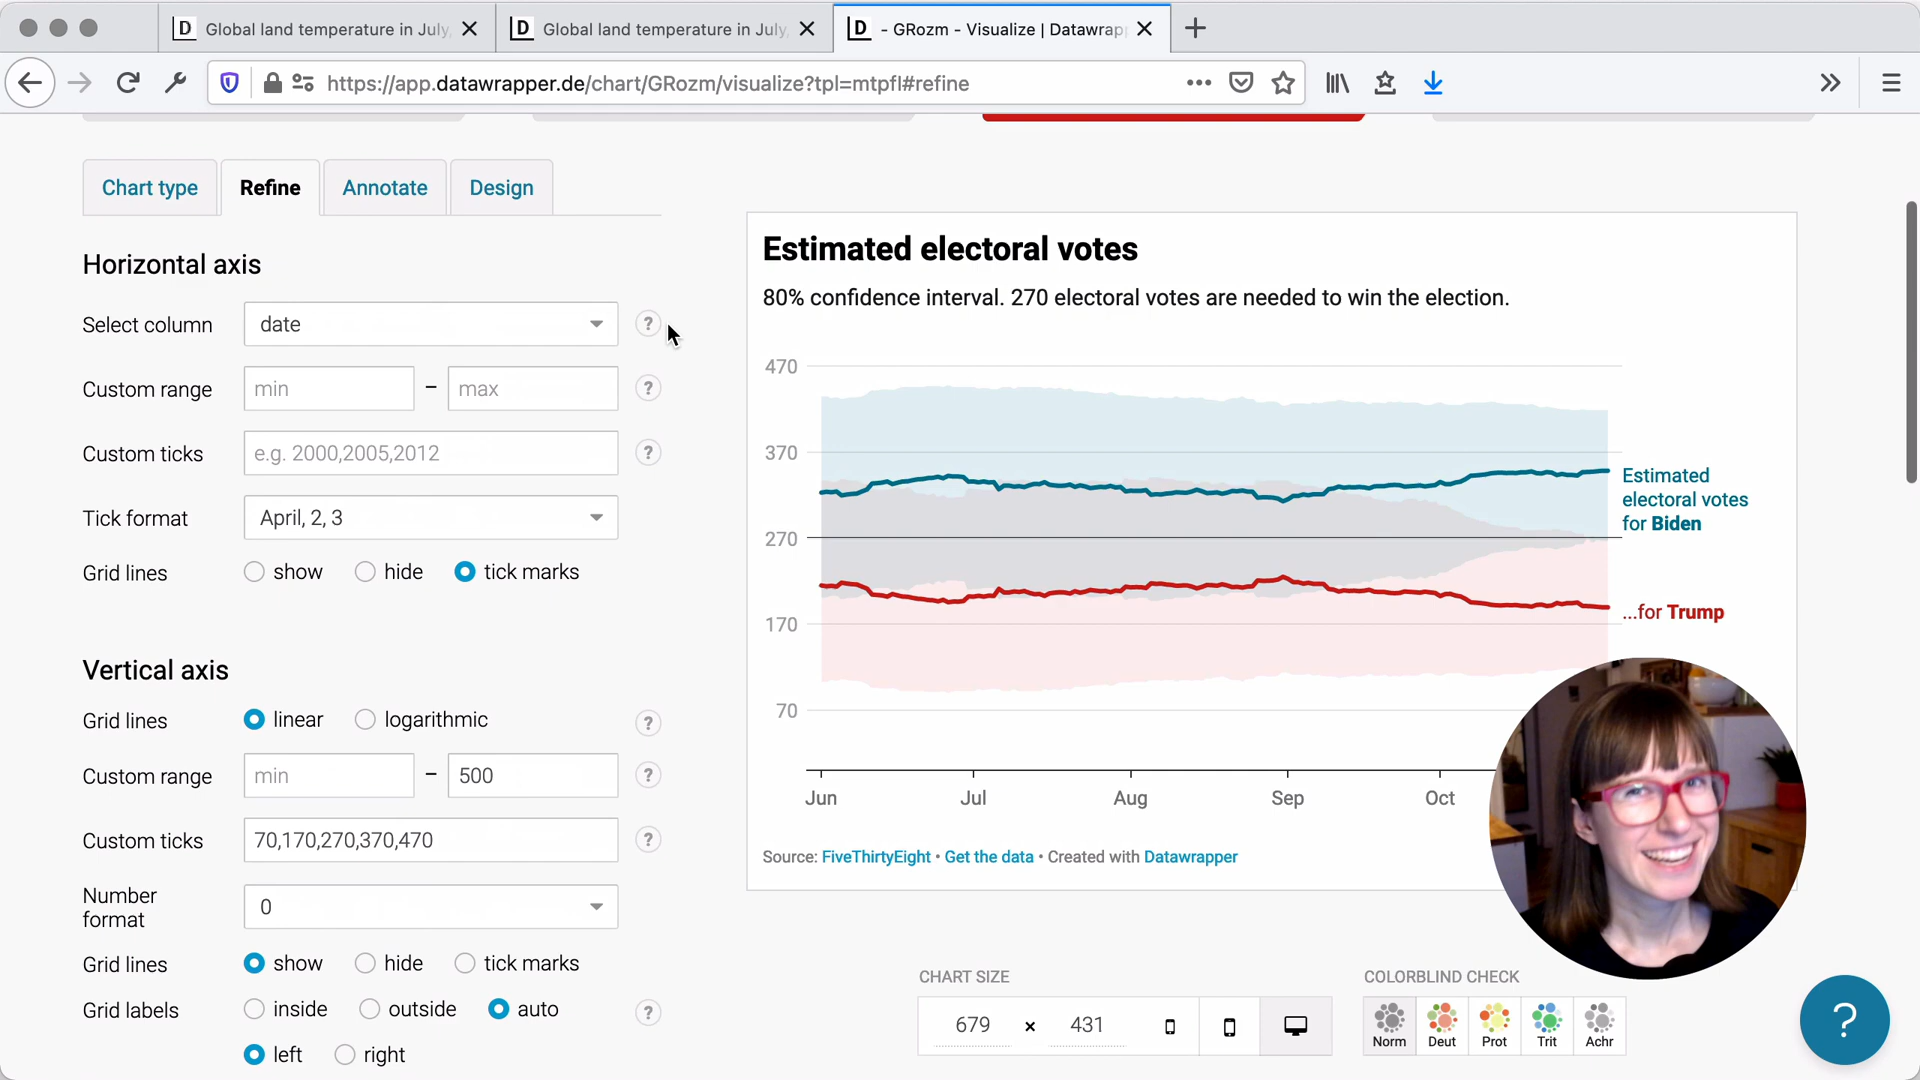 Global land temperature in July,
Global land temperature in July,
- GRozm - Visualize | Datawrap
https://app.datawrapper.de/chart/GRozm/visualize?tpl=mtpfl#refine
Chart type
Refine
Annotate
Design
Horizontal axis
Select column
date
?
Custom range
min
–
max
?
Custom ticks
e.g. 2000,2005,2012
?
Tick format
April, 2, 3
Grid lines
show
hide
tick marks
Vertical axis
Grid lines
linear
logarithmic
?
Custom range
min
–
500
?
Custom ticks
70,170,270,370,470
?
Number
format
0
Grid lines
show
hide
tick marks
Grid labels
inside
outside
auto
?
left
right
Estimated electoral votes
80% confidence interval. 270 electoral votes are needed to win the election.
470
370
270
170
70
Estimated
electoral votes
for Biden
...for Trump
Jun
Jul
Aug
Sep
Oct
Source: FiveThirtyEight • Get the data • Created with Datawrapper
CHART SIZE
679 × 431
COLORBLIND CHECK
Norm
Deut
Prot
Trit
Achr
?